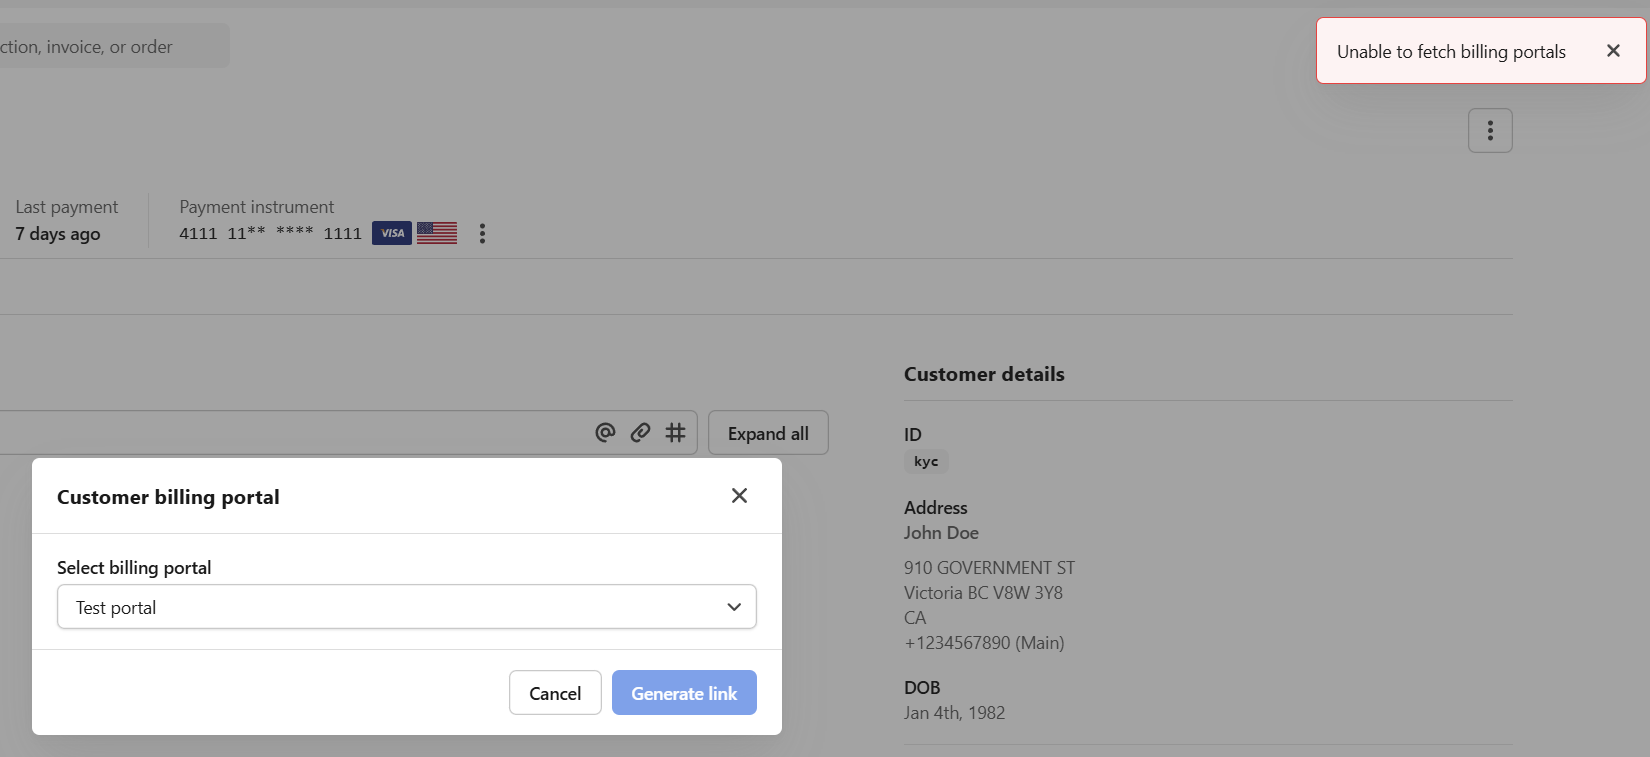 ction, invoice, or order
Unable to fetch billing portals
Last payment
7 days ago
Payment instrument
4111 11** **** 1111 VISA
Customer details
Expand all
ID
kyc
Customer billing portal
Address
John Doe
Select billing portal
910 GOVERNMENT ST
Test portal
Victoria BC V8W 3Y8
CA
+1234567890 (Main)
Cancel
Generate link
DOB
Jan 4th, 1982